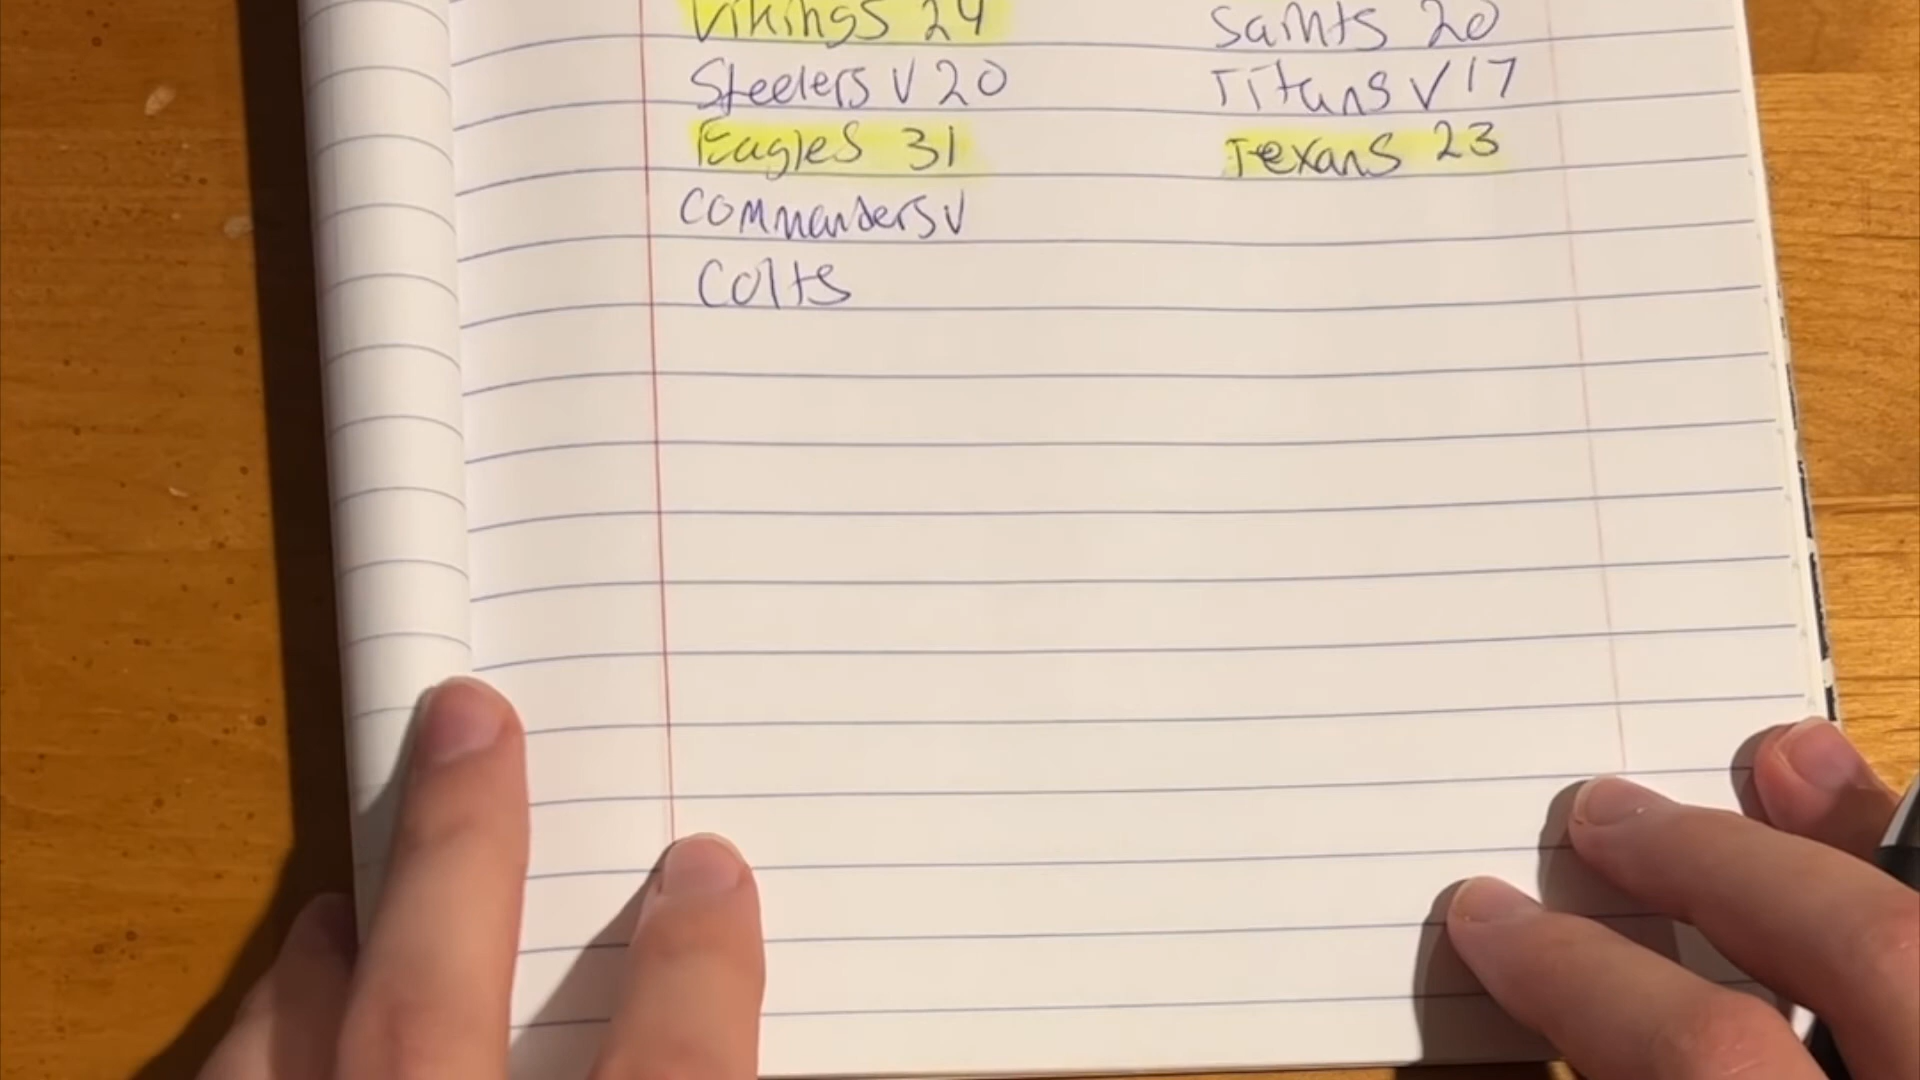 Vikings 24
Steelers V 20
Eagles 31
Commanders V
Colts
Saints 20
Titans V 17
Texans 23